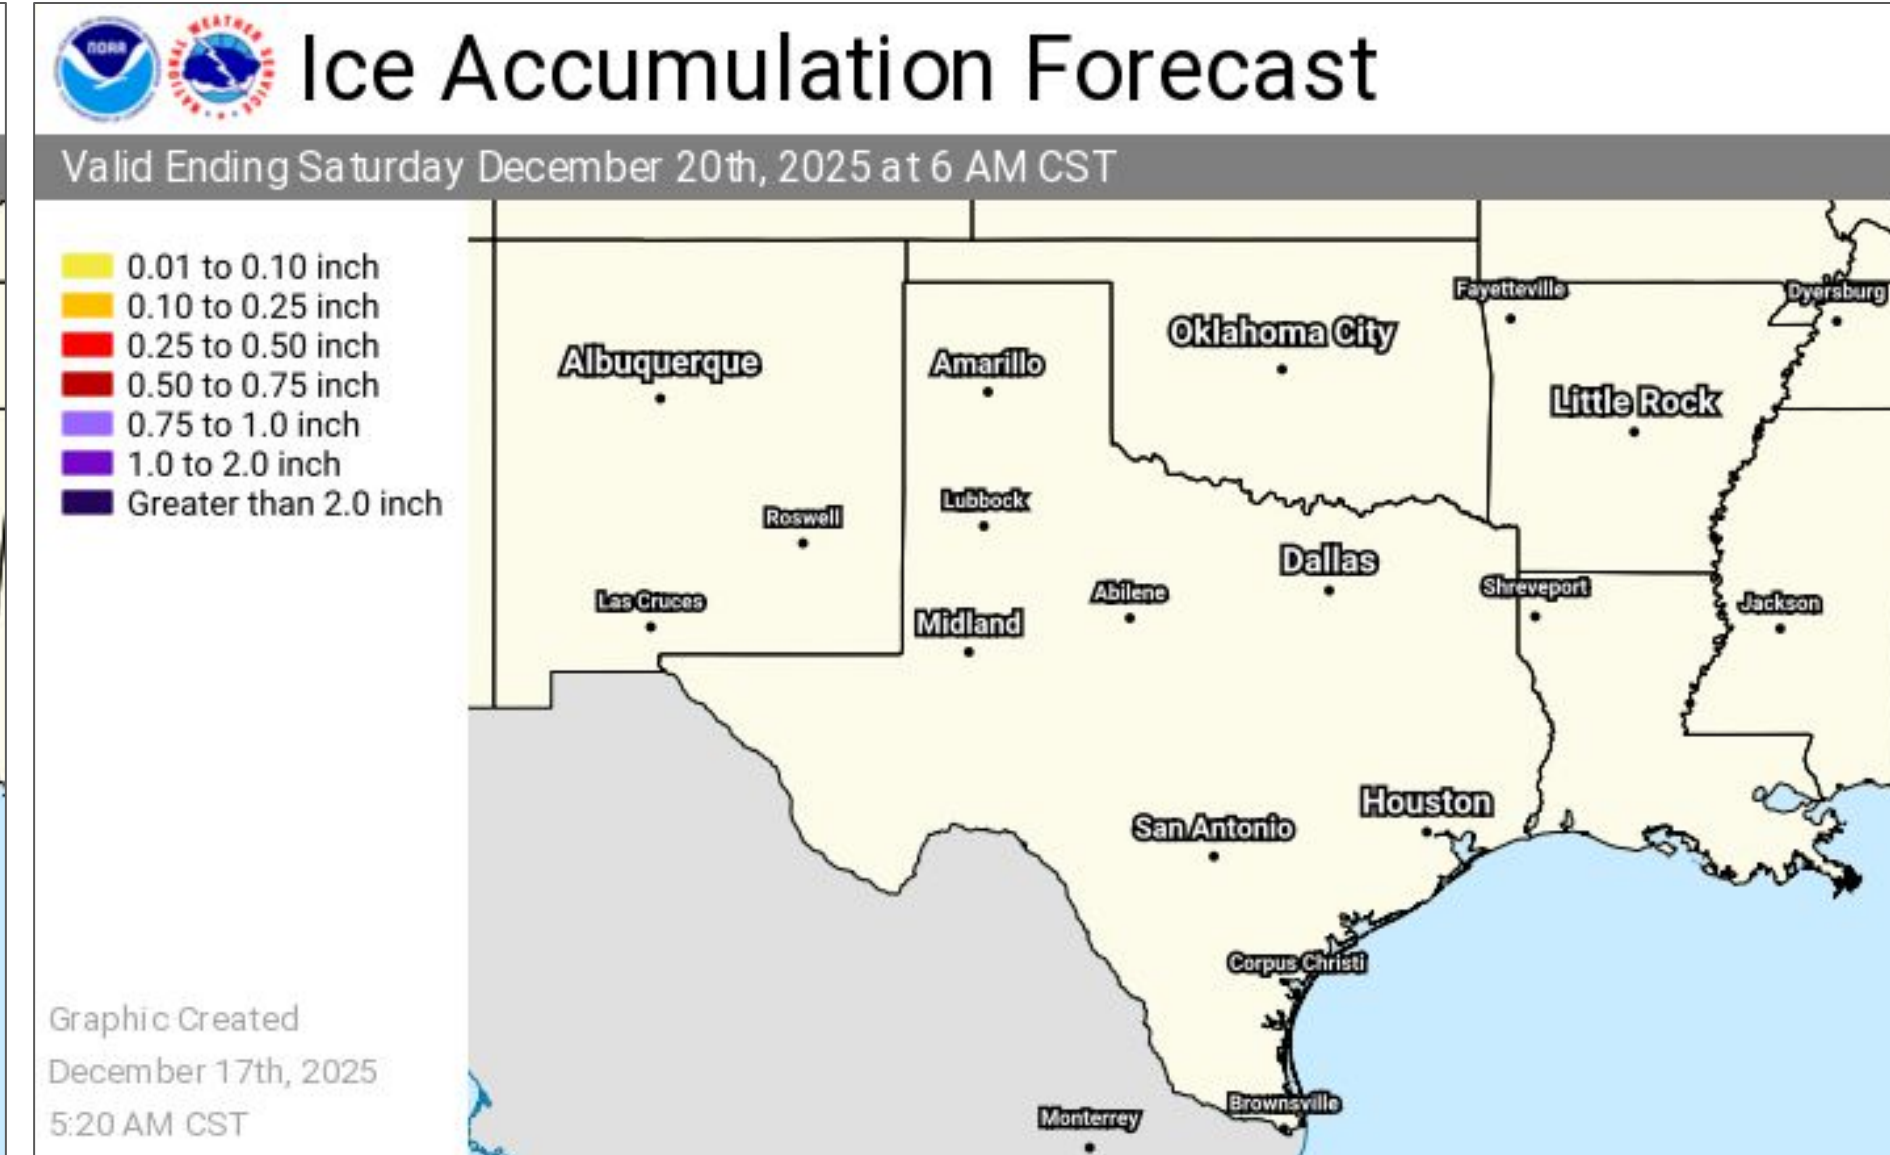 NOAA
NATIONAL WEATHER SERVICE
Ice Accumulation Forecast
Valid Ending Saturday December 20th, 2025 at 6 AM CST
0.01 to 0.10 inch
0.10 to 0.25 inch
0.25 to 0.50 inch
0.50 to 0.75 inch
0.75 to 1.0 inch
1.0 to 2.0 inch
Greater than 2.0 inch
Fayetteville
Dyersburg
Oklahoma City
Albuquerque
Amarillo
Little Rock
Lubbock
Roswell
Dallas
Shreveport
Abilene
Las Cruces
Jackson
Midland
Houston
San Antonio
Corpus Christi
Brownsville
Monterrey
Graphic Created
December 17th, 2025
5:20 AM CST